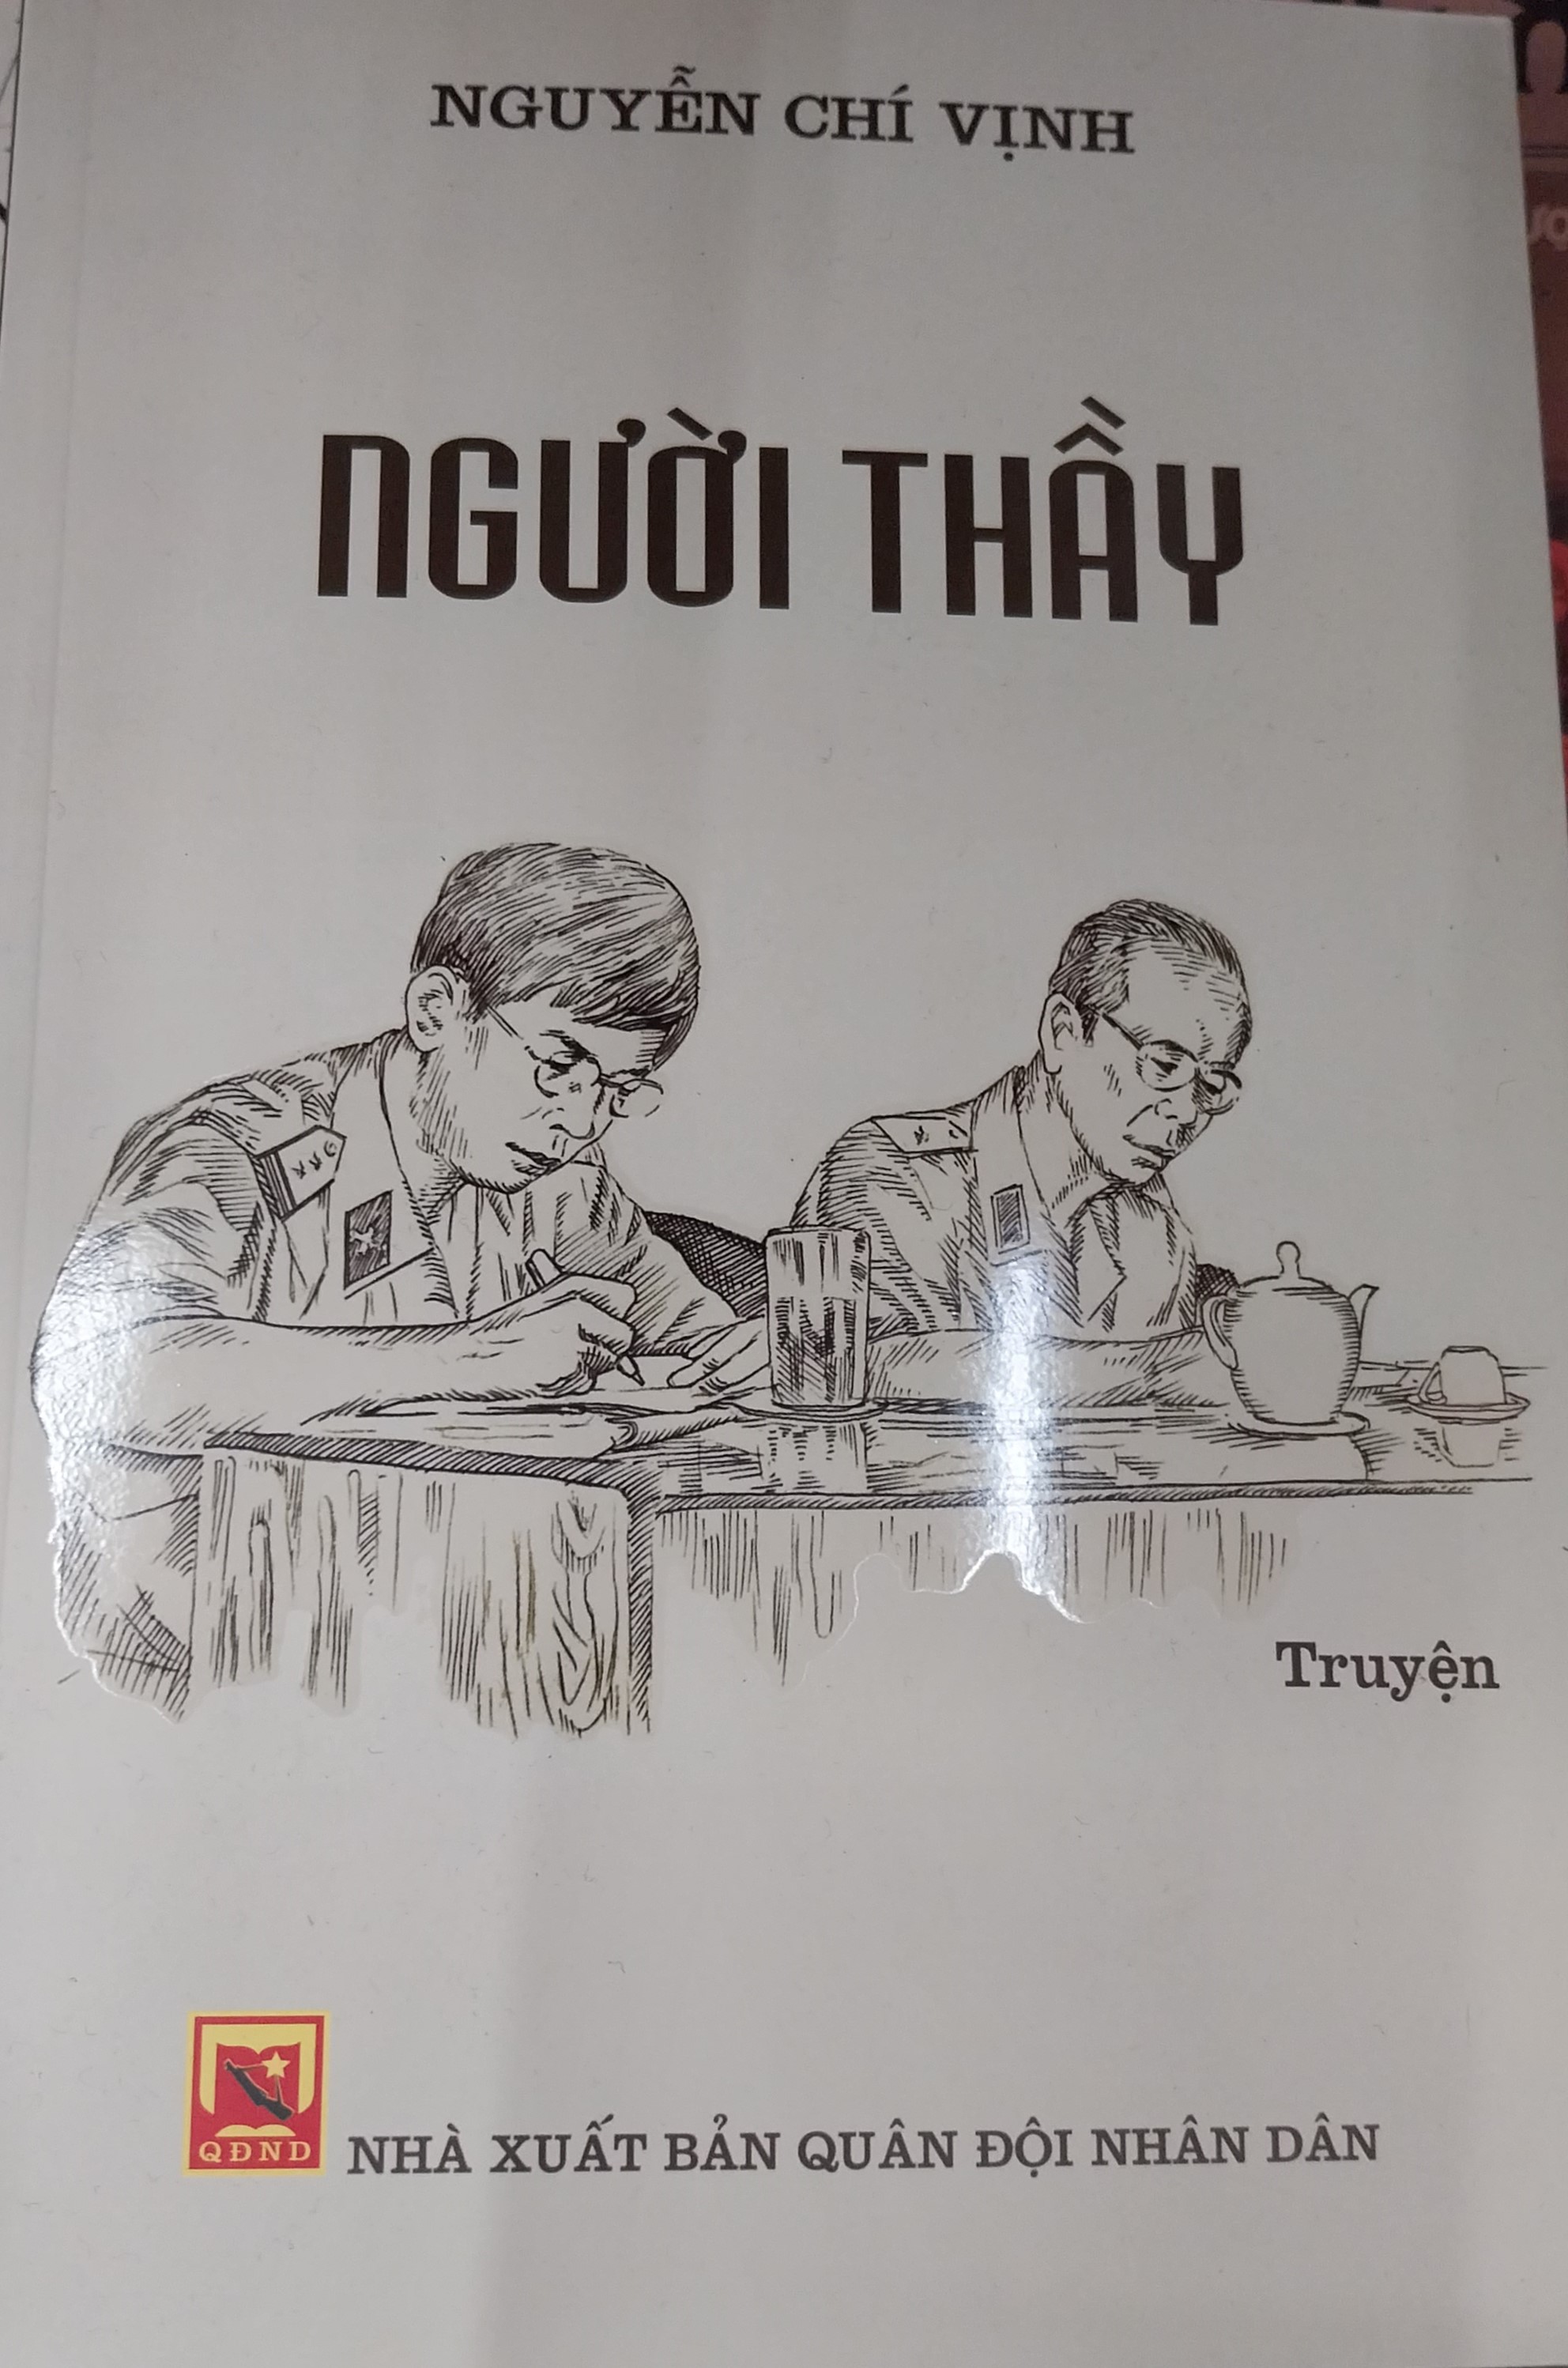 NGUYỄN CHÍ VỊNH
NGƯỜI THẦY
Truyện
QĐND
NHÀ XUẤT BẢN QUÂN ĐỘI NHÂN DÂN